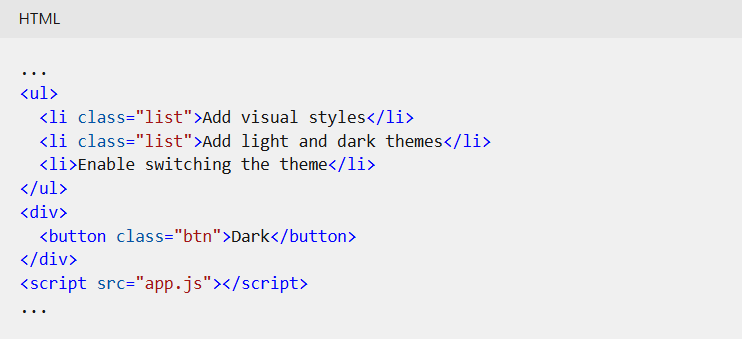 HTML
...
<ul>
  <li class="list">Add visual styles</li>
  <li class="list">Add light and dark themes</li>
  <li>Enable switching the theme</li>
</ul>
<div>
  <button class="btn">Dark</button>
</div>
<script src="app.js"></script>
...